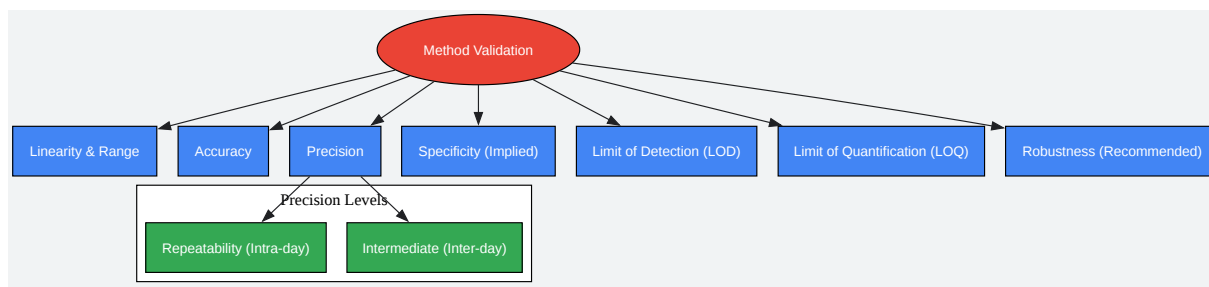 Method Validation
Linearity & Range
Accuracy
Precision
Specificity (Implied)
Limit of Detection (LOD)
Limit of Quantification (LOQ)
Robustness (Recommended)
Precision Levels
Repeatability (Intra-day)
Intermediate (Inter-day)